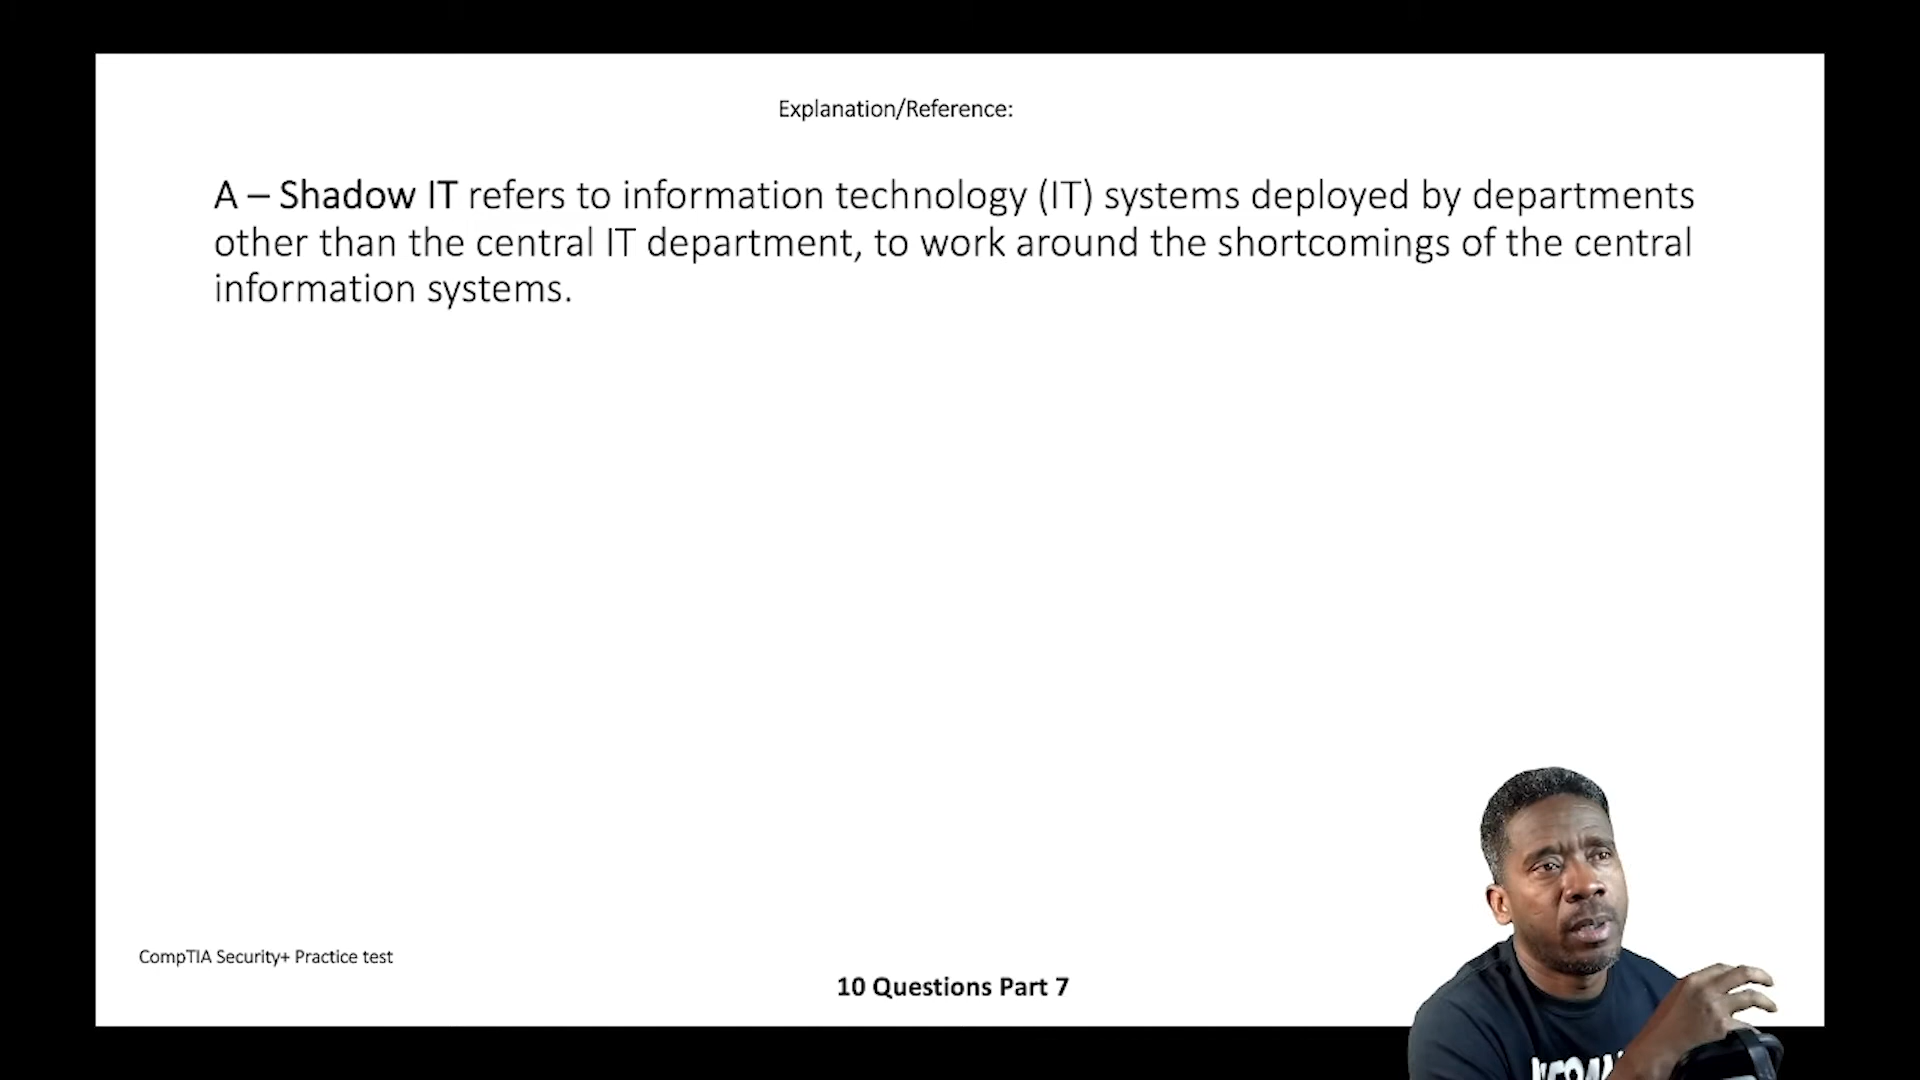 Explanation/Reference:
A – Shadow IT refers to information technology (IT) systems deployed by departments
other than the central IT department, to work around the shortcomings of the central
information systems.
CompTIA Security+ Practice test
10 Questions Part 7